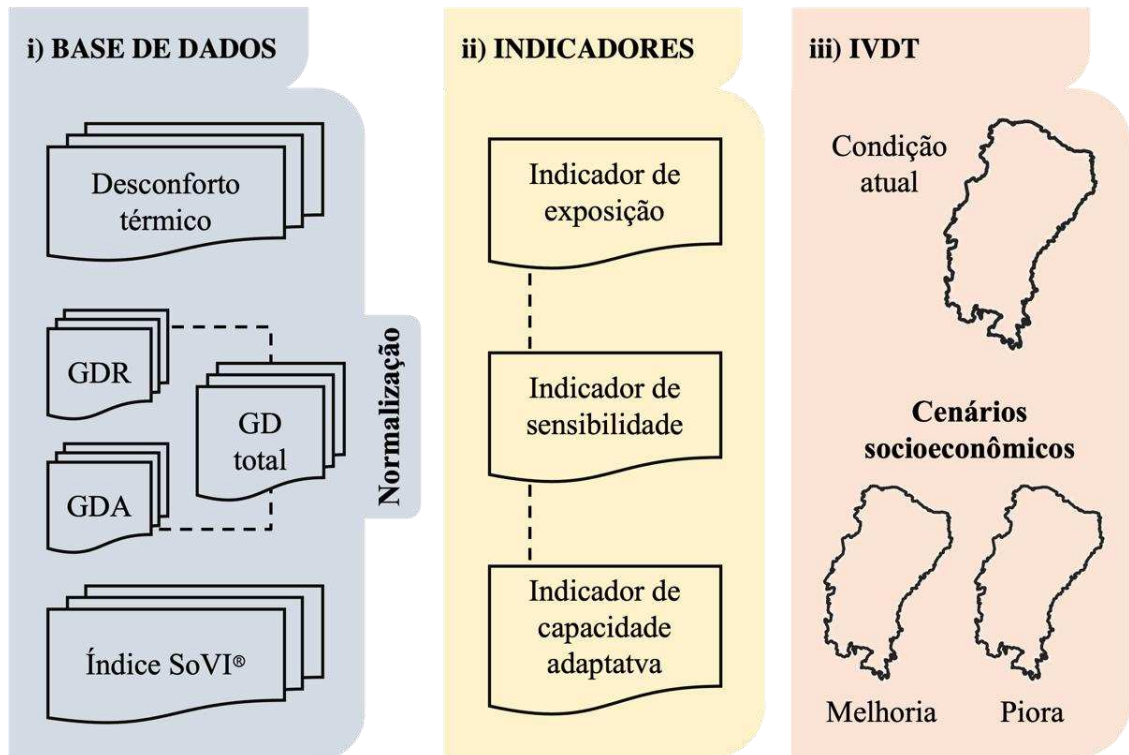 i) BASE DE DADOS
Desconforto
térmico
GDR
GD
total
GDA
Índice SoVI®
Normalização
ii) INDICADORES
Indicador de
exposição
Indicador de
sensibilidade
Indicador de
capacidade
adaptatva
iii) IVDT
Condição
atual
Cenários
socioeconômicos
Melhoria
Piora